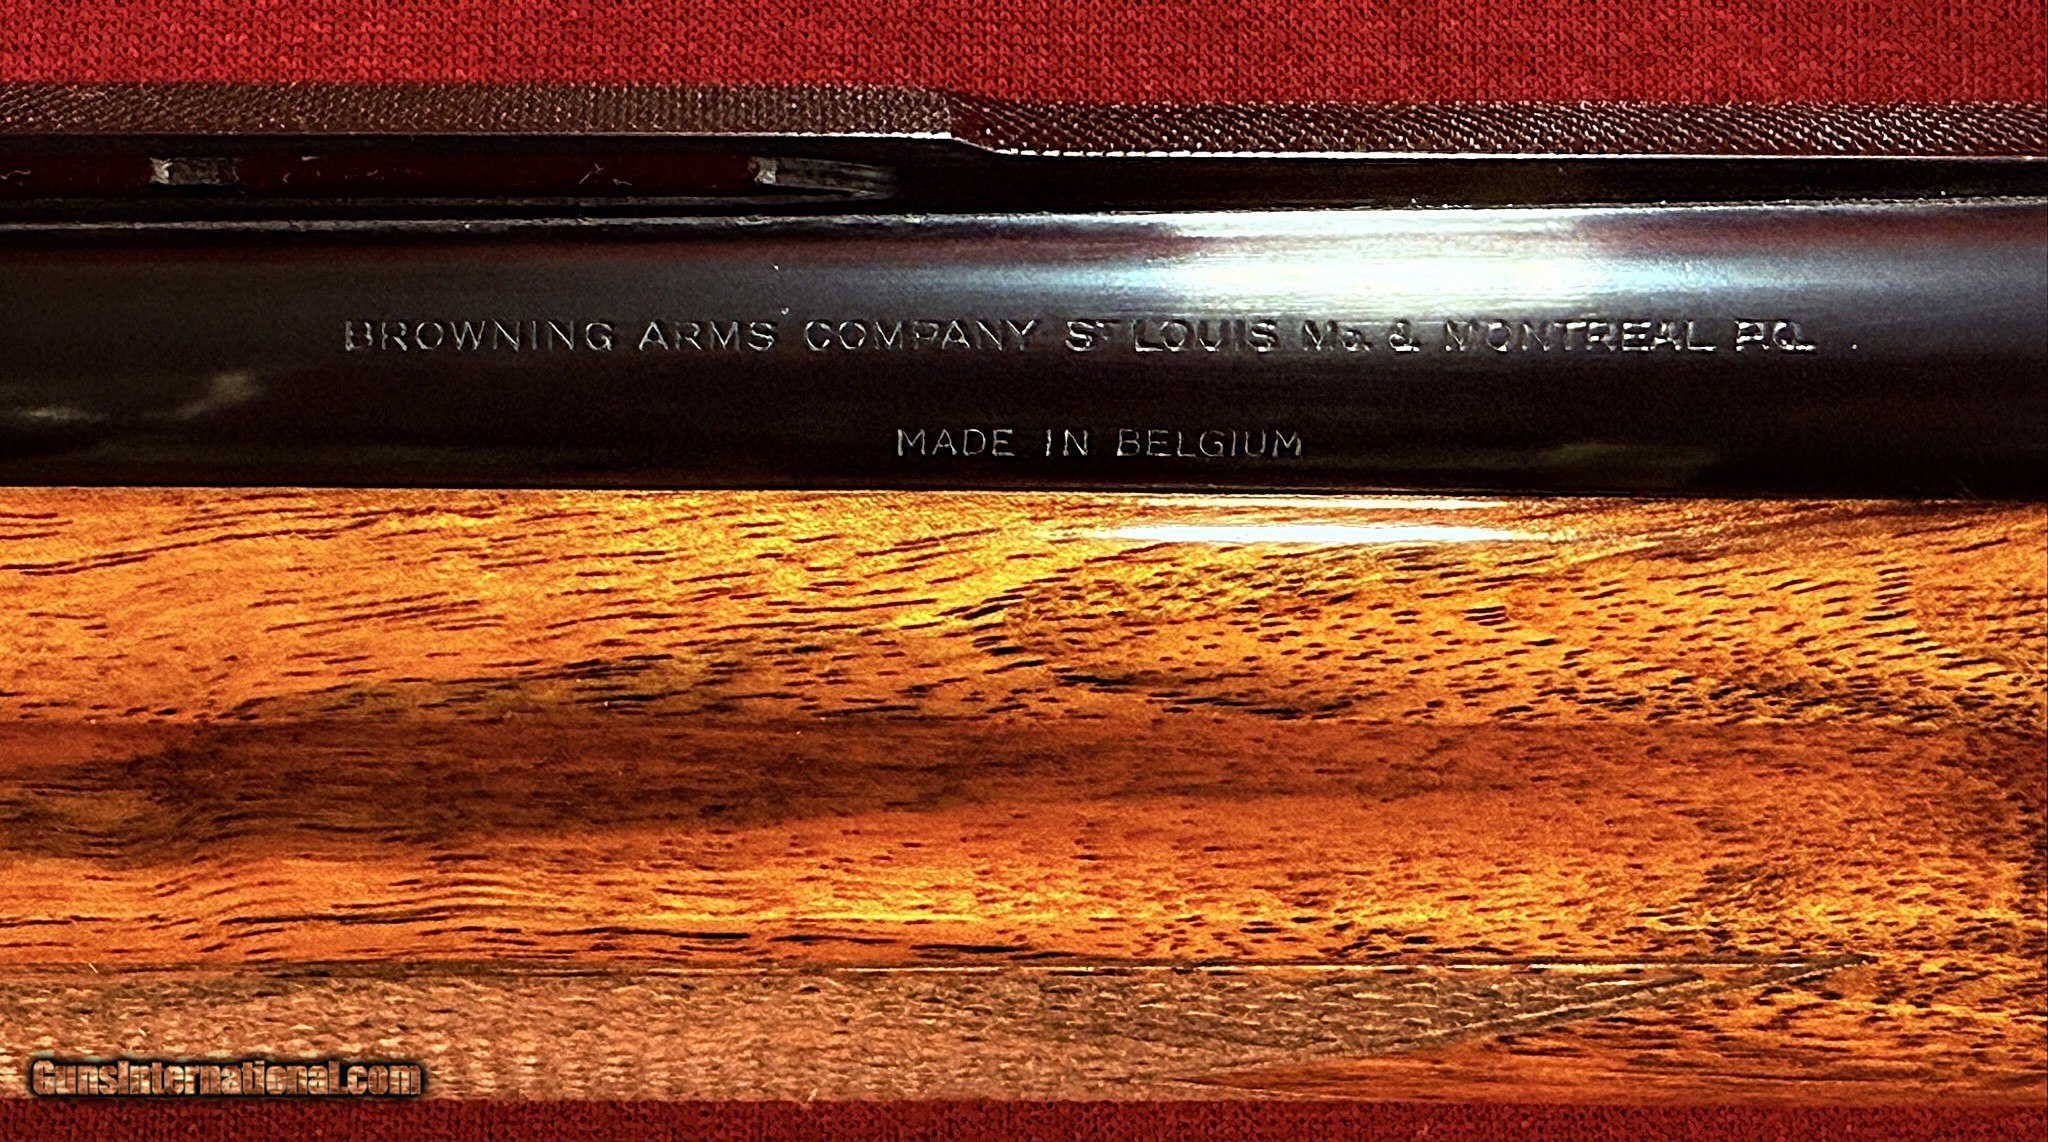 BROWNING ARMS COMPANY ST LOUIS Mo. & MONTREAL P.Q.
MADE IN BELGIUM
GunsInternational.com